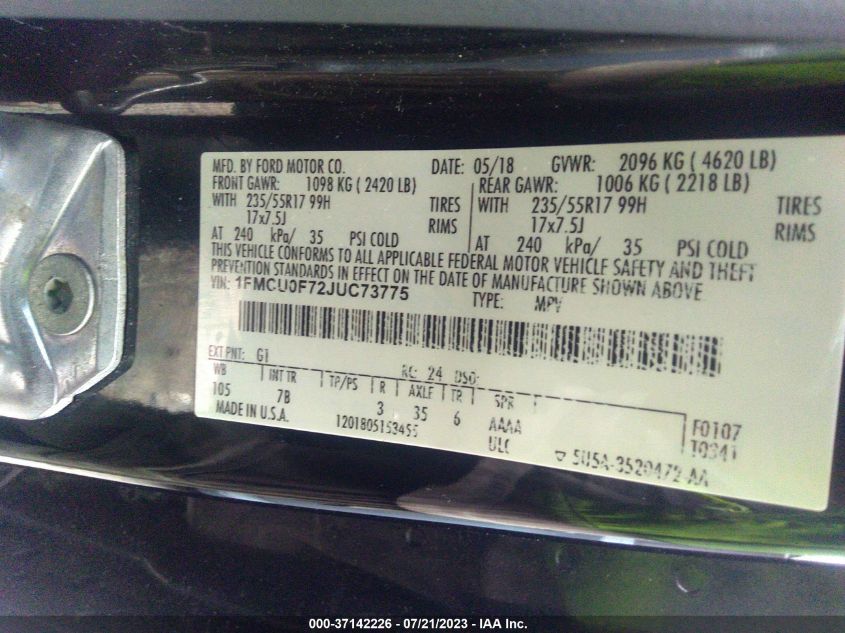 MFD. BY FORD MOTOR CO. DATE: 05/18 GVWR: 2096 KG ( 4620 LB)
FRONT GAWR: 1098 KG ( 2420 LB) REAR GAWR: 1006 KG ( 2218 LB)
WITH 235/55R17 99H TIRES WITH 235/55R17 99H TIRES
17x7.5J RIMS 17x7.5J RIMS
AT 240 kPa/ 35 PSI COLD AT 240 kPa/ 35 PSI COLD
THIS VEHICLE CONFORMS TO ALL APPLICABLE FEDERAL MOTOR VEHICLE SAFETY AND THEFT
PREVENTION STANDARDS IN EFFECT ON THE DATE OF MANUFACTURE SHOWN ABOVE
VIN: 1FMCU0F72JUC73775 TYPE: MPV
EXT PNT: G1 RC: 24 DSO:
WB INT TR TP/PS R AXLE TR SPR
105 7B 3 35 6 AAAA F0107
MADE IN U.S.A. 1201805153455 ULC T0341
5U5A-3520472-AA
000-37142226 - 07/21/2023 - IAA Inc.